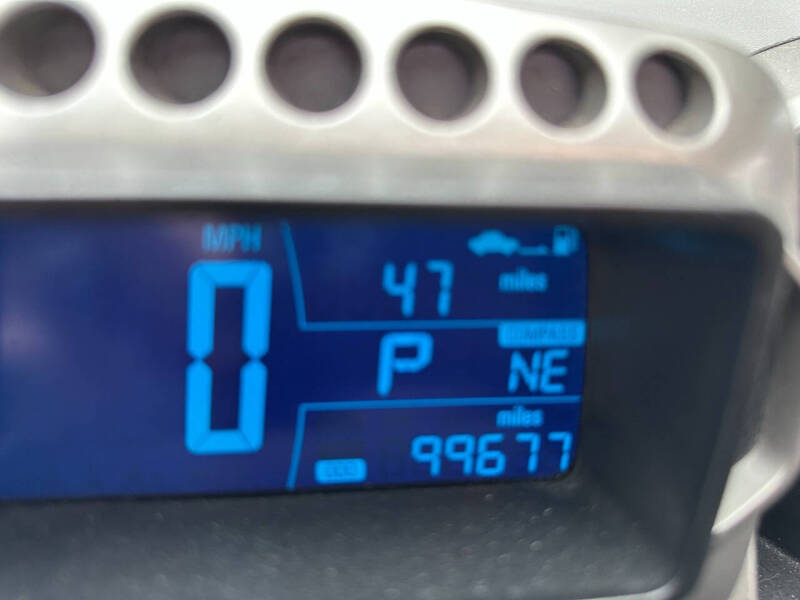 MPH
0
47 miles
COMPASS
P NE
miles
99677